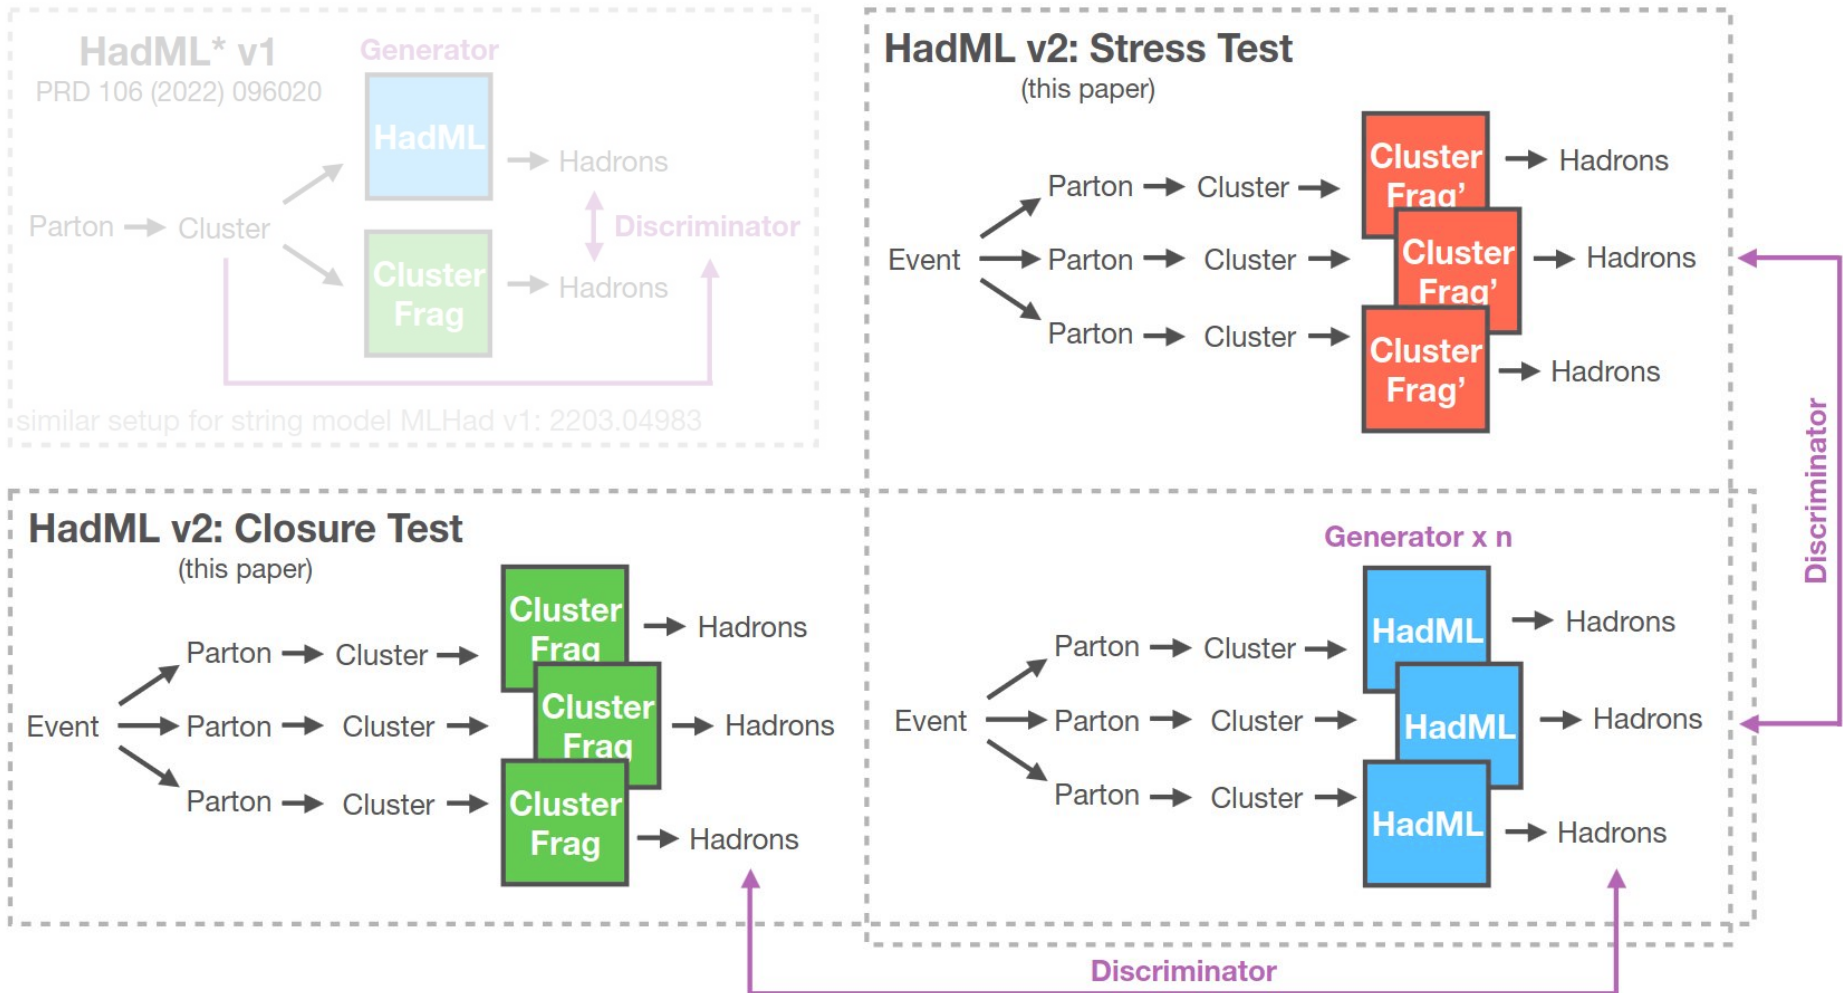 HadML* v1
PRD 106 (2022) 096020
Generator
HadML
Hadrons
Parton
Cluster
Discriminator
Cluster
Frag
Hadrons
similar setup for string model MLHad v1: 2203.04983
HadML v2: Stress Test
(this paper)
Cluster
Frag’
Hadrons
Parton
Cluster
Event
Parton
Cluster
Cluster
Frag’
Hadrons
Parton
Cluster
Cluster
Frag’
Hadrons
Discriminator
HadML v2: Closure Test
(this paper)
Cluster
Frag
Hadrons
Parton
Cluster
Event
Parton
Cluster
Cluster
Frag
Hadrons
Parton
Cluster
Cluster
Frag
Hadrons
Generator x n
HadML
Hadrons
Parton
Cluster
Event
Parton
Cluster
HadML
Hadrons
Parton
Cluster
HadML
Hadrons
Discriminator